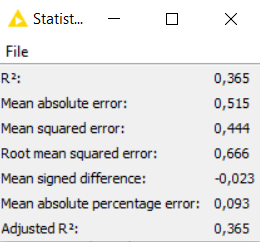 Statist...
File
R²: 0,365
Mean absolute error: 0,515
Mean squared error: 0,444
Root mean squared error: 0,666
Mean signed difference: -0,023
Mean absolute percentage error: 0,093
Adjusted R²: 0,365